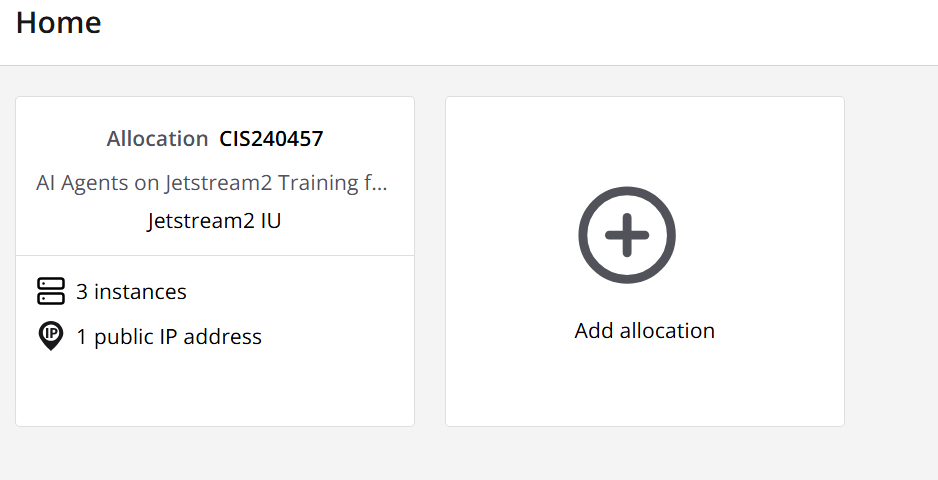 Home
Allocation CIS240457
AI Agents on Jetstream2 Training f...
Jetstream2 IU
3 instances
IP
1 public IP address
Add allocation